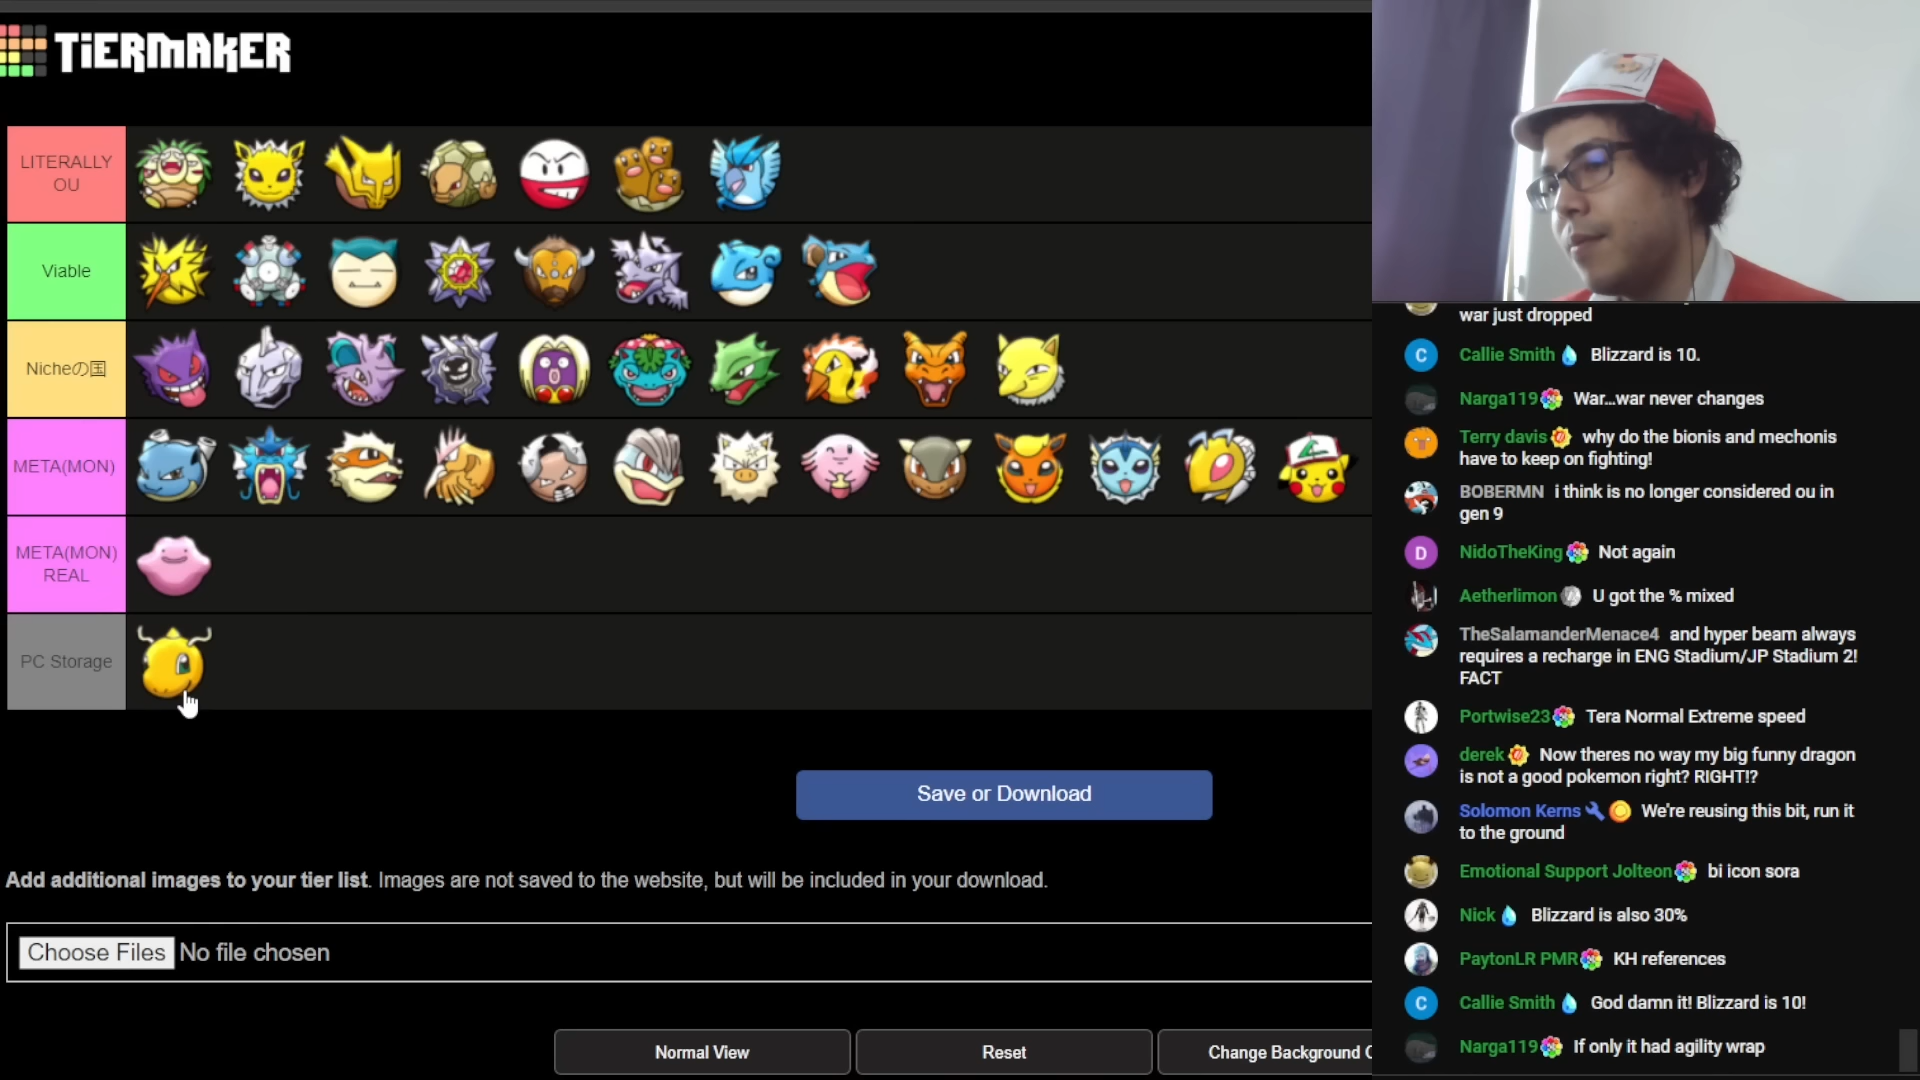 TiERMAKER
LITERALLY
OU
Viable
Nicheの国
META(MON)
META(MON)
REAL
PC Storage
Save or Download
Add additional images to your tier list. Images are not saved to the website, but will be included in your download.
Choose Files No file chosen
Normal View
Reset
Change Background
war just dropped
C
Callie Smith Blizzard is 10.
Narga119 War...war never changes
Terry davis why do the bionis and mechonis
have to keep on fighting!
BOBERMN i think is no longer considered ou in
gen 9
D
NidoTheKing Not again
Aetherlimon U got the % mixed
TheSalamanderMenace4 and hyper beam always
requires a recharge in ENG Stadium/JP Stadium 2!
FACT
Portwise23 Tera Normal Extreme speed
derek Now theres no way my big funny dragon
is not a good pokemon right? RIGHT!?
Solomon Kerns We're reusing this bit, run it
to the ground
Emotional Support Jolteon bi icon sora
Nick Blizzard is also 30%
PaytonLR PMR KH references
C
Callie Smith God damn it! Blizzard is 10!
Narga119 If only it had agility wrap